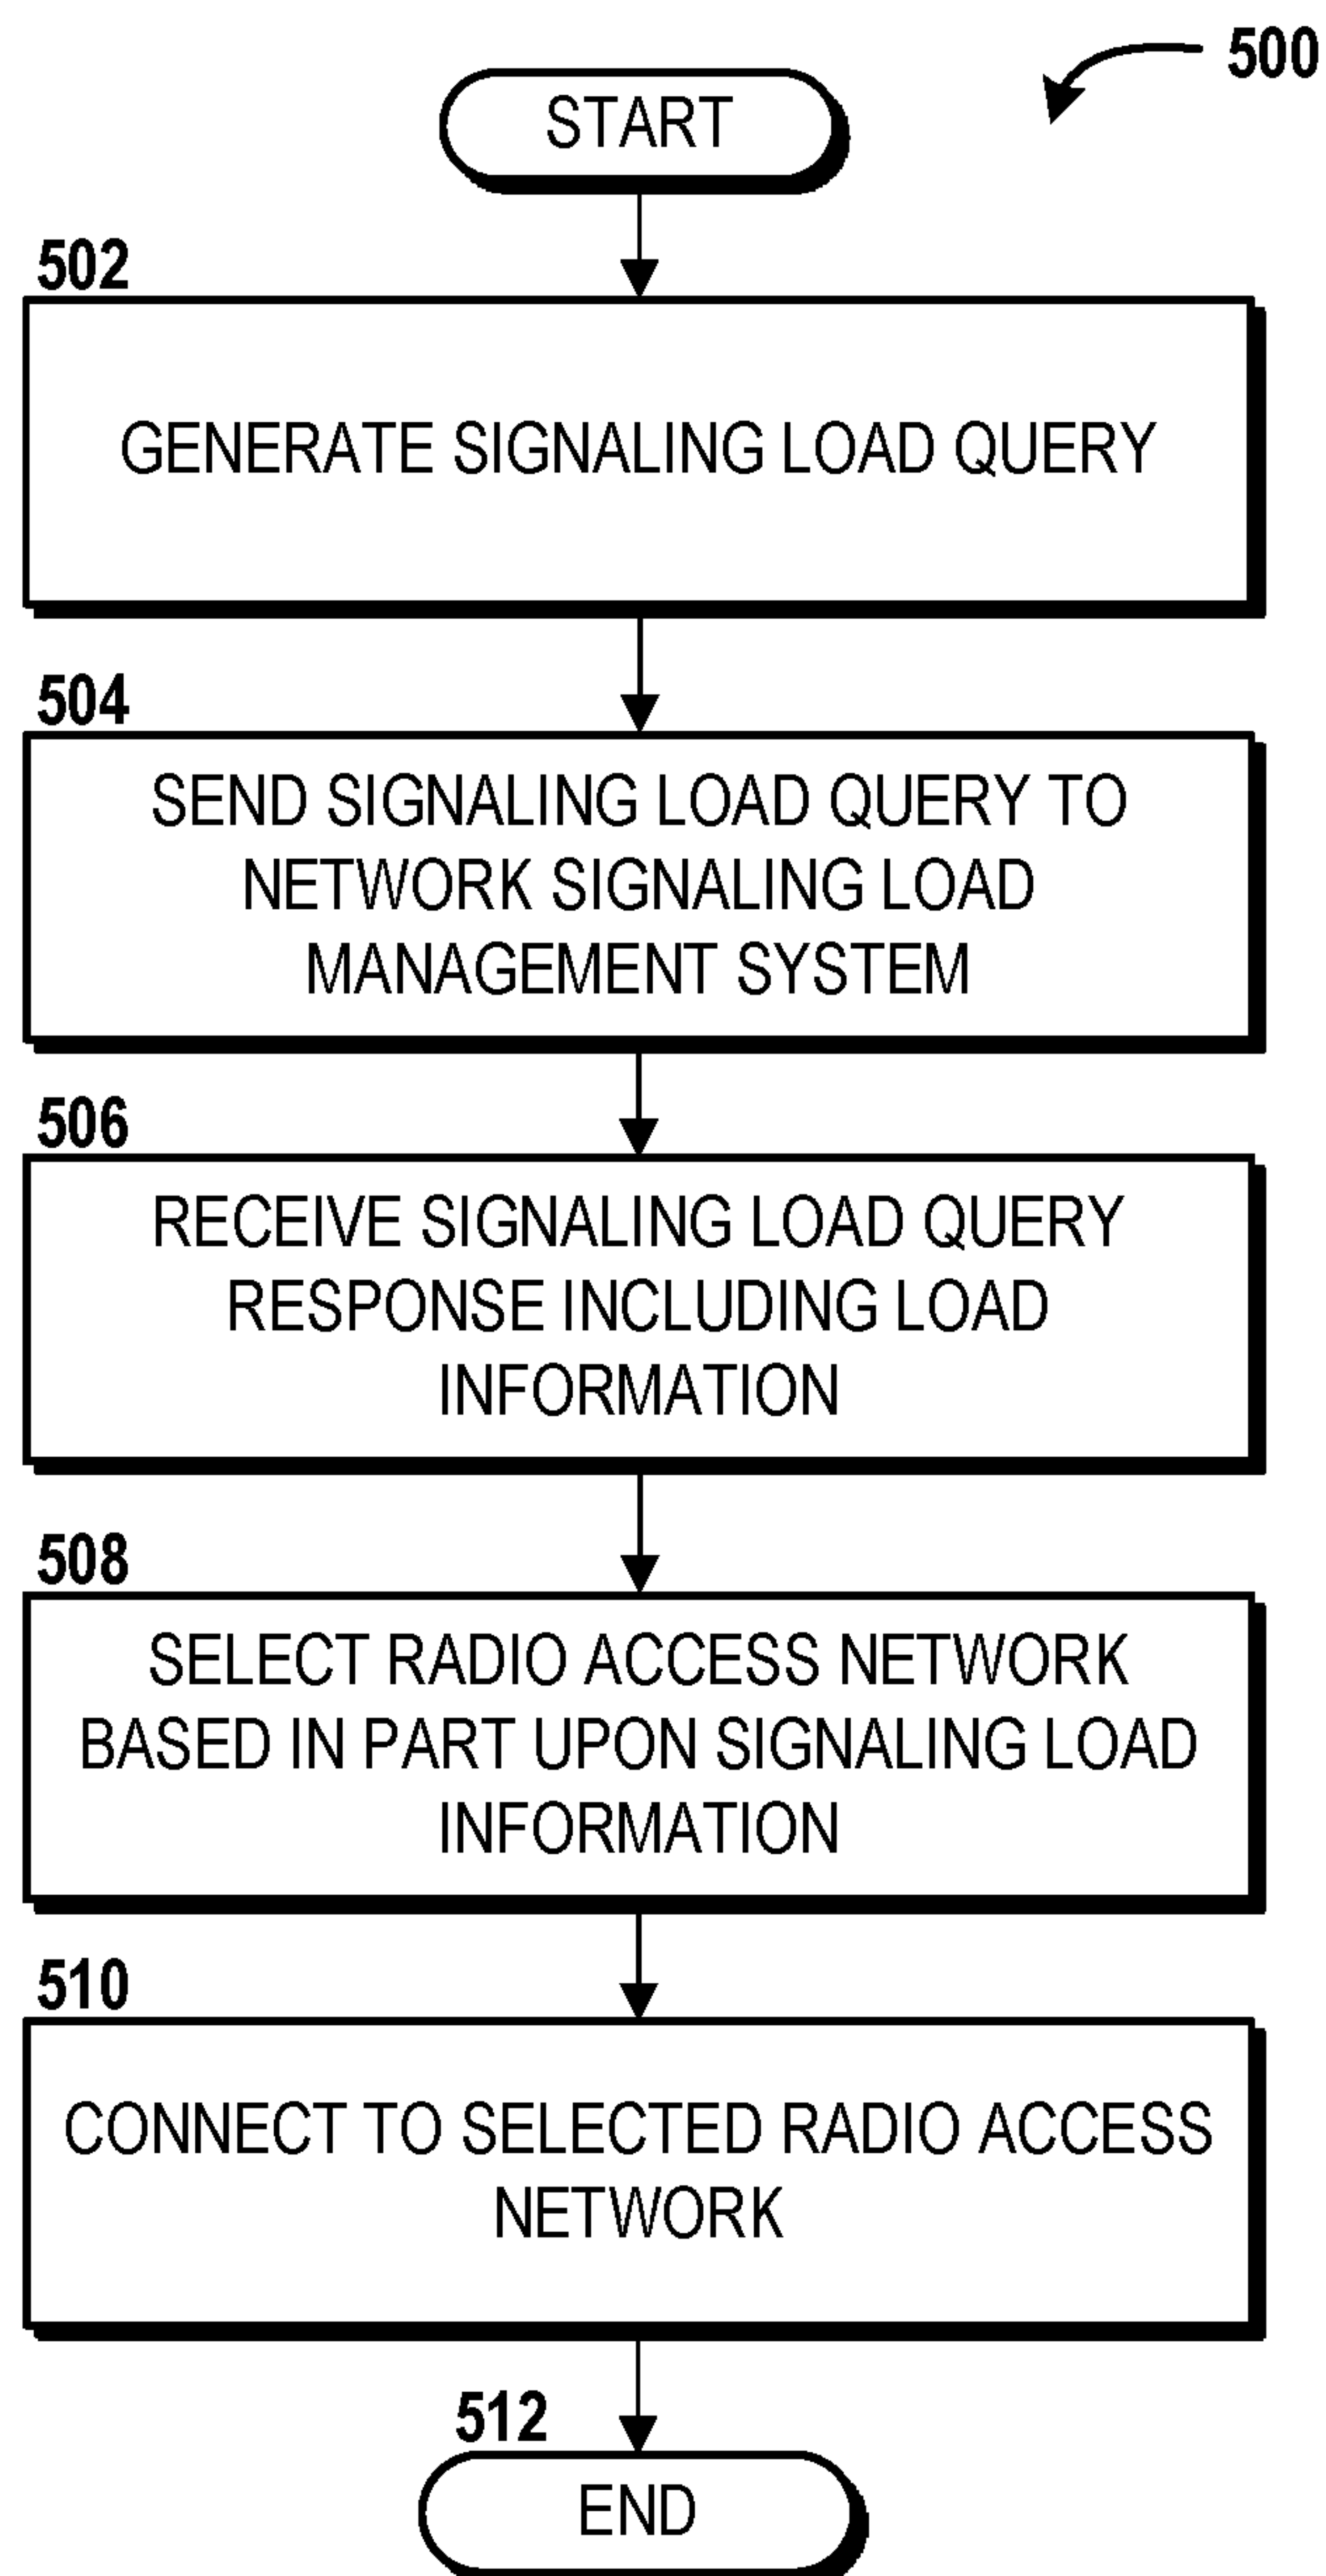 500
START
502
GENERATE SIGNALING LOAD QUERY
504
SEND SIGNALING LOAD QUERY TO
NETWORK SIGNALING LOAD
MANAGEMENT SYSTEM
506
RECEIVE SIGNALING LOAD QUERY
RESPONSE INCLUDING LOAD
INFORMATION
508
SELECT RADIO ACCESS NETWORK
BASED IN PART UPON SIGNALING LOAD
INFORMATION
510
CONNECT TO SELECTED RADIO ACCESS
NETWORK
512
END